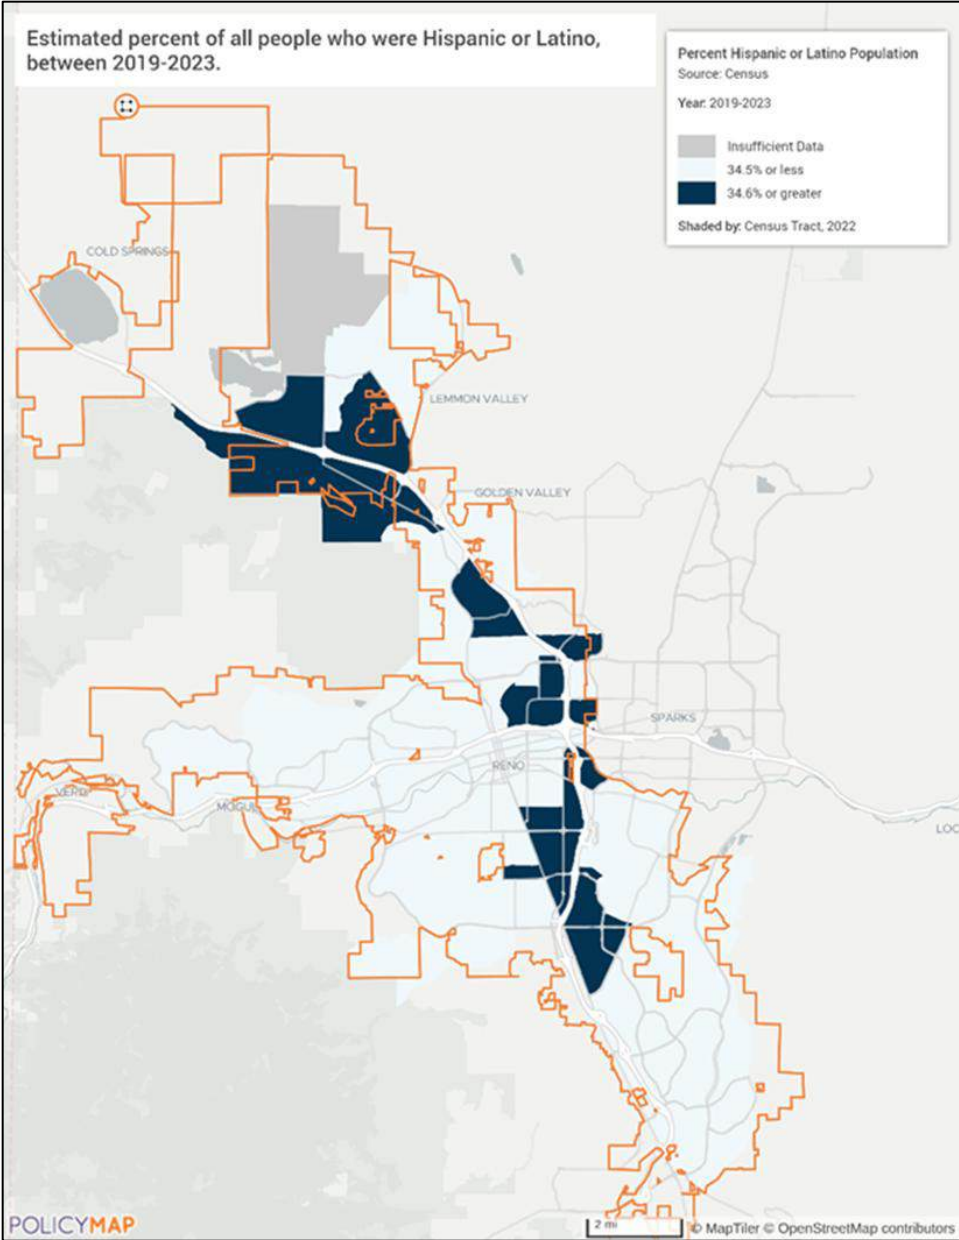 Estimated percent of all people who were Hispanic or Latino,
between 2019-2023.
Percent Hispanic or Latino Population
Source: Census
Year: 2019-2023
Insufficient Data
34.5% or less
34.6% or greater
Shaded by: Census Tract, 2022
COLD SPRINGS
LEMMON VALLEY
GOLDEN VALLEY
SPARKS
RENO
VERDI
MOGUL
LOC
POLICYMAP
2 mi
© MapTiler © OpenStreetMap contributors